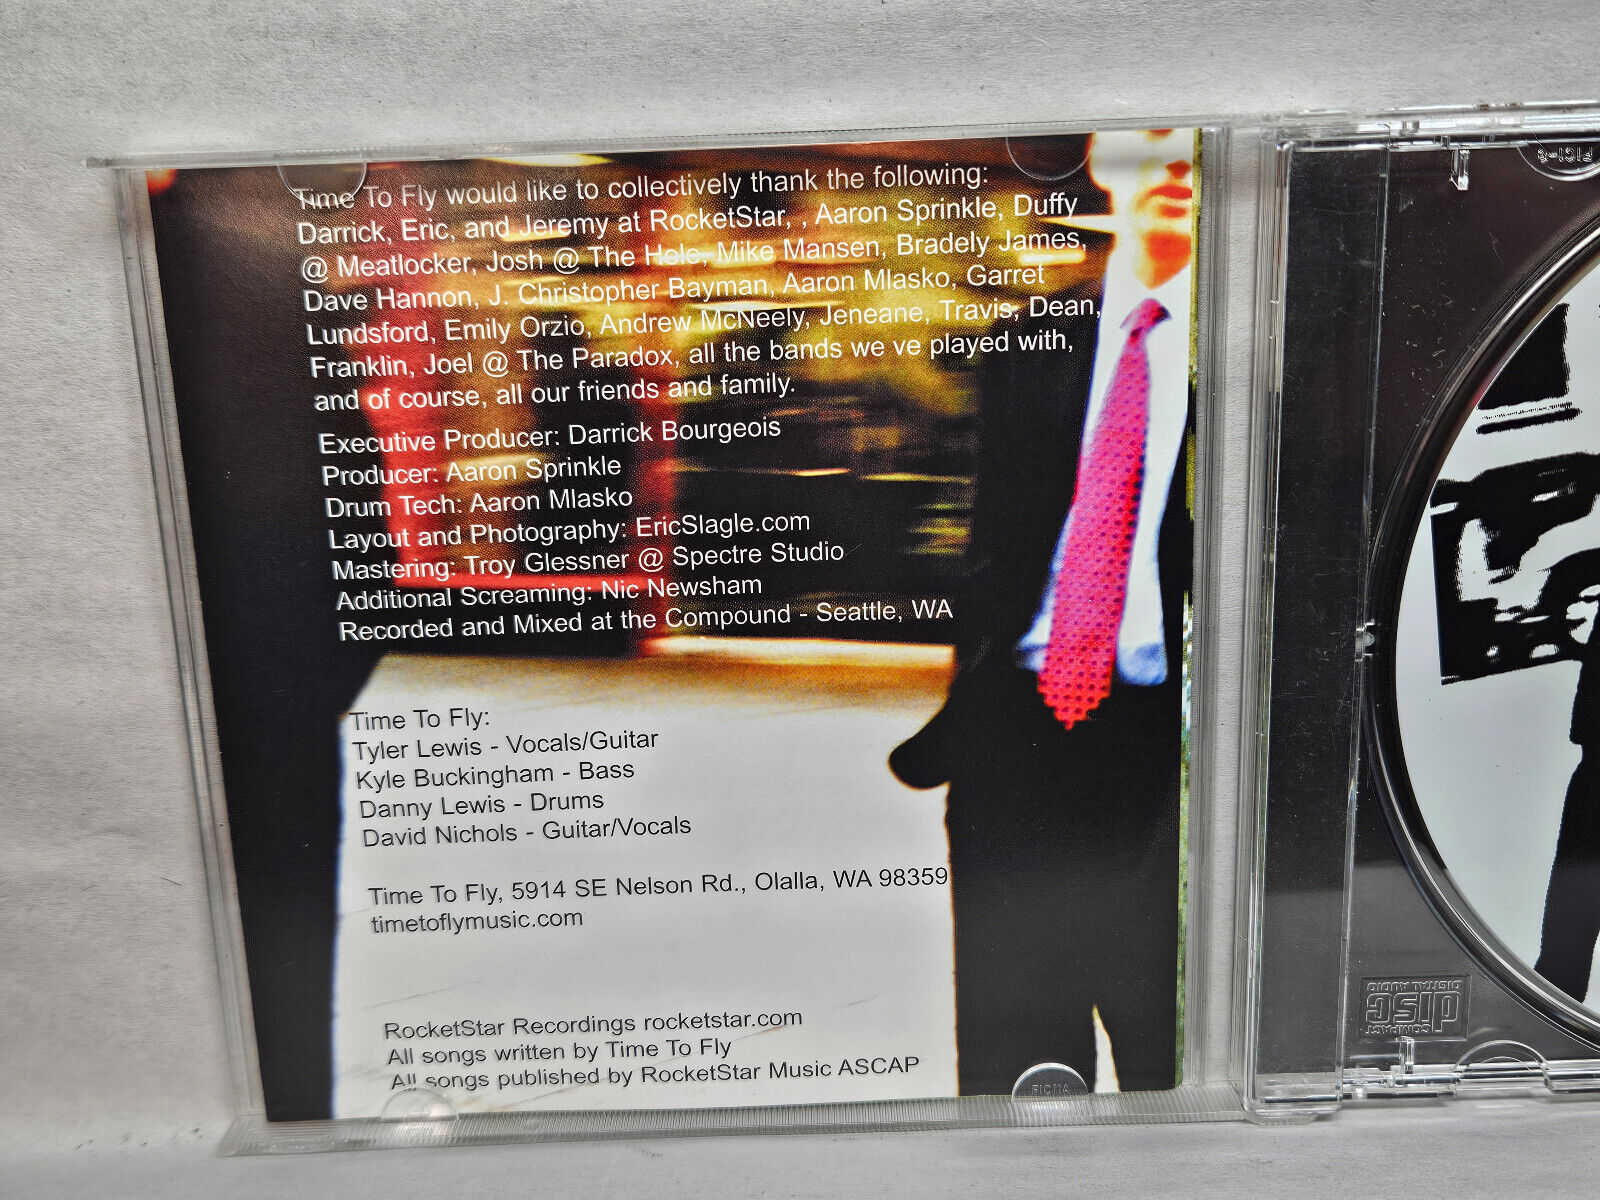 Time To Fly would like to collectively thank the following:
Darrick, Eric, and Jeremy at RocketStar, , Aaron Sprinkle, Duffy
@ Meatlocker, Josh @ The Hole, Mike Mansen, Bradely James,
Dave Hannon, J. Christopher Bayman, Aaron Mlasko, Garret
Lundsford, Emily Orzio, Andrew McNeely, Jeneane, Travis, Dean,
Franklin, Joel @ The Paradox, all the bands we ve played with,
and of course, all our friends and family.
Executive Producer: Darrick Bourgeois
Producer: Aaron Sprinkle
Drum Tech: Aaron Mlasko
Layout and Photography: EricSlagle.com
Mastering: Troy Glessner @ Spectre Studio
Additional Screaming: Nic Newsham
Recorded and Mixed at the Compound - Seattle, WA
Time To Fly:
Tyler Lewis - Vocals/Guitar
Kyle Buckingham - Bass
Danny Lewis - Drums
David Nichols - Guitar/Vocals
Time To Fly, 5914 SE Nelson Rd., Olalla, WA 98359
timetoflymusic.com
RocketStar Recordings rocketstar.com
All songs written by Time To Fly
All songs published by RocketStar Music ASCAP
FIC11A
COMPACT
disc
DIGITAL AUDIO